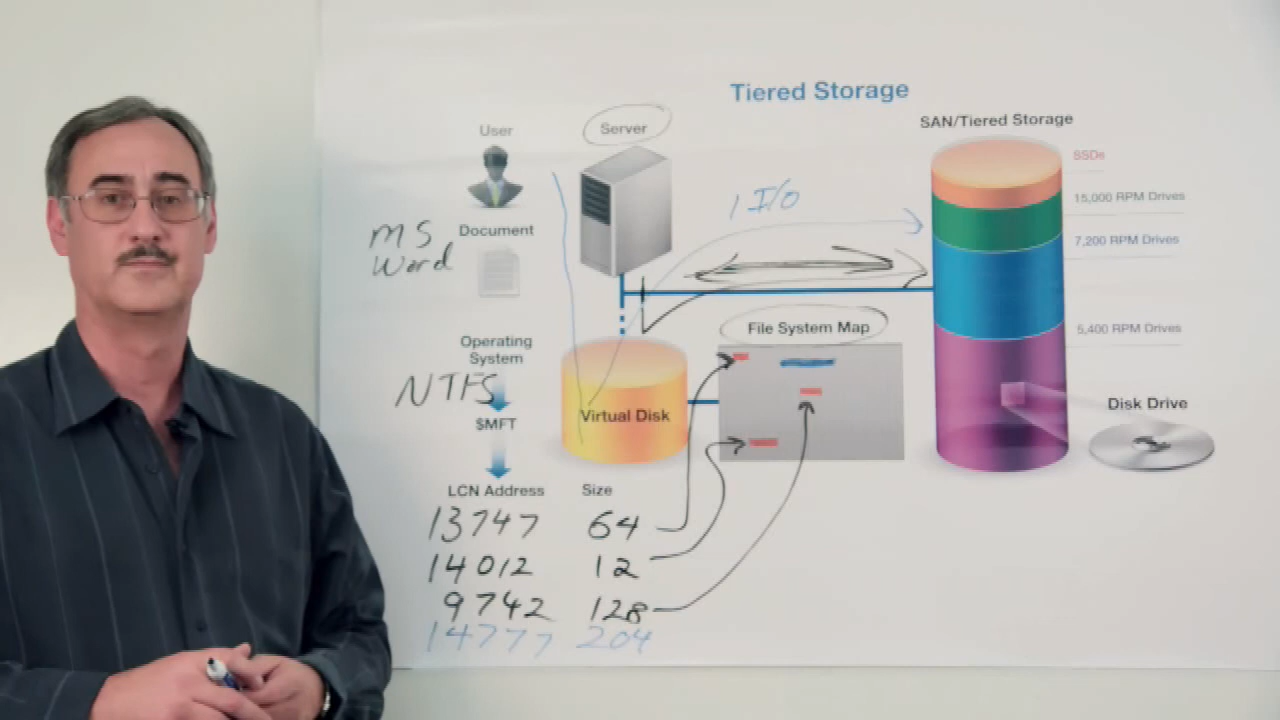 Tiered Storage
User
Server
SAN/Tiered Storage
SSDs
15,000 RPM Drives
1 I/O
MS
Word
Document
7,200 RPM Drives
Operating
System
File System Map
5,400 RPM Drives
NTFS
$MFT
Virtual Disk
Disk Drive
LCN Address Size
13747 64
14012 12
9742 128
14777 204